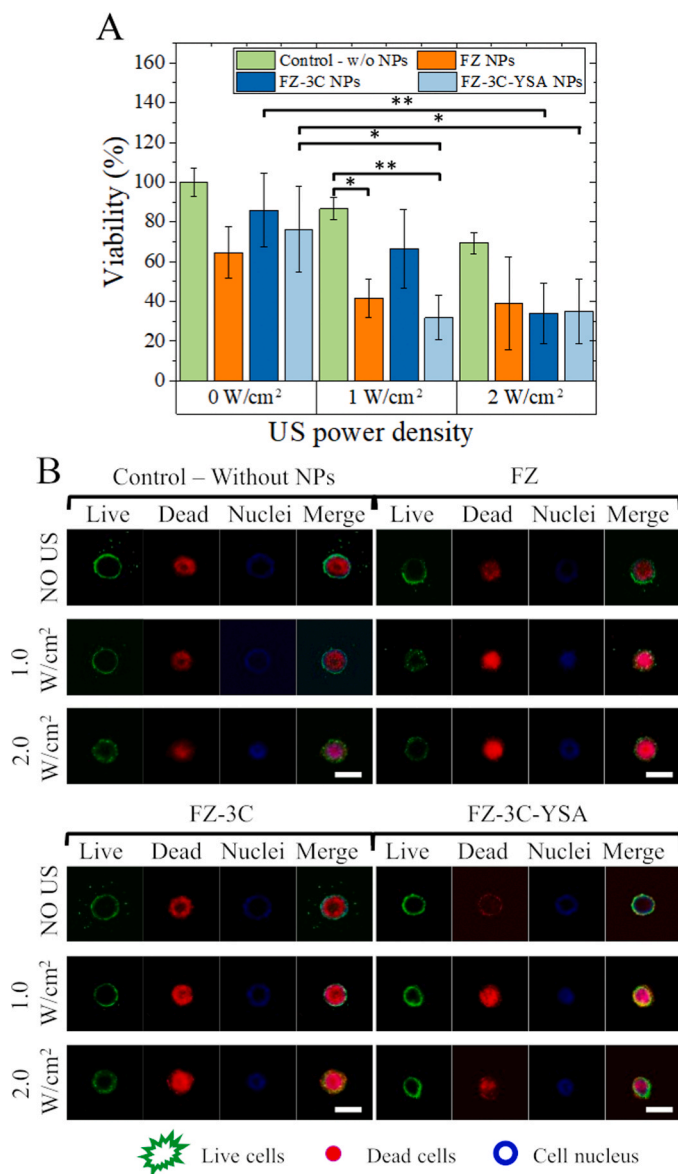 A
Viability (%)
160
140
120
100
80
60
40
20
0
Control - w/o NPs FZ NPs
FZ-3C NPs FZ-3C-YSA NPs
**
*
*
**
*
0 W/cm² 1 W/cm² 2 W/cm²
US power density
B
Control – Without NPs FZ
Live Dead Nuclei Merge Live Dead Nuclei Merge
NO US
1.0 W/cm²
2.0 W/cm²
FZ-3C FZ-3C-YSA
Live Dead Nuclei Merge Live Dead Nuclei Merge
NO US
1.0 W/cm²
2.0 W/cm²
Live cells Dead cells Cell nucleus